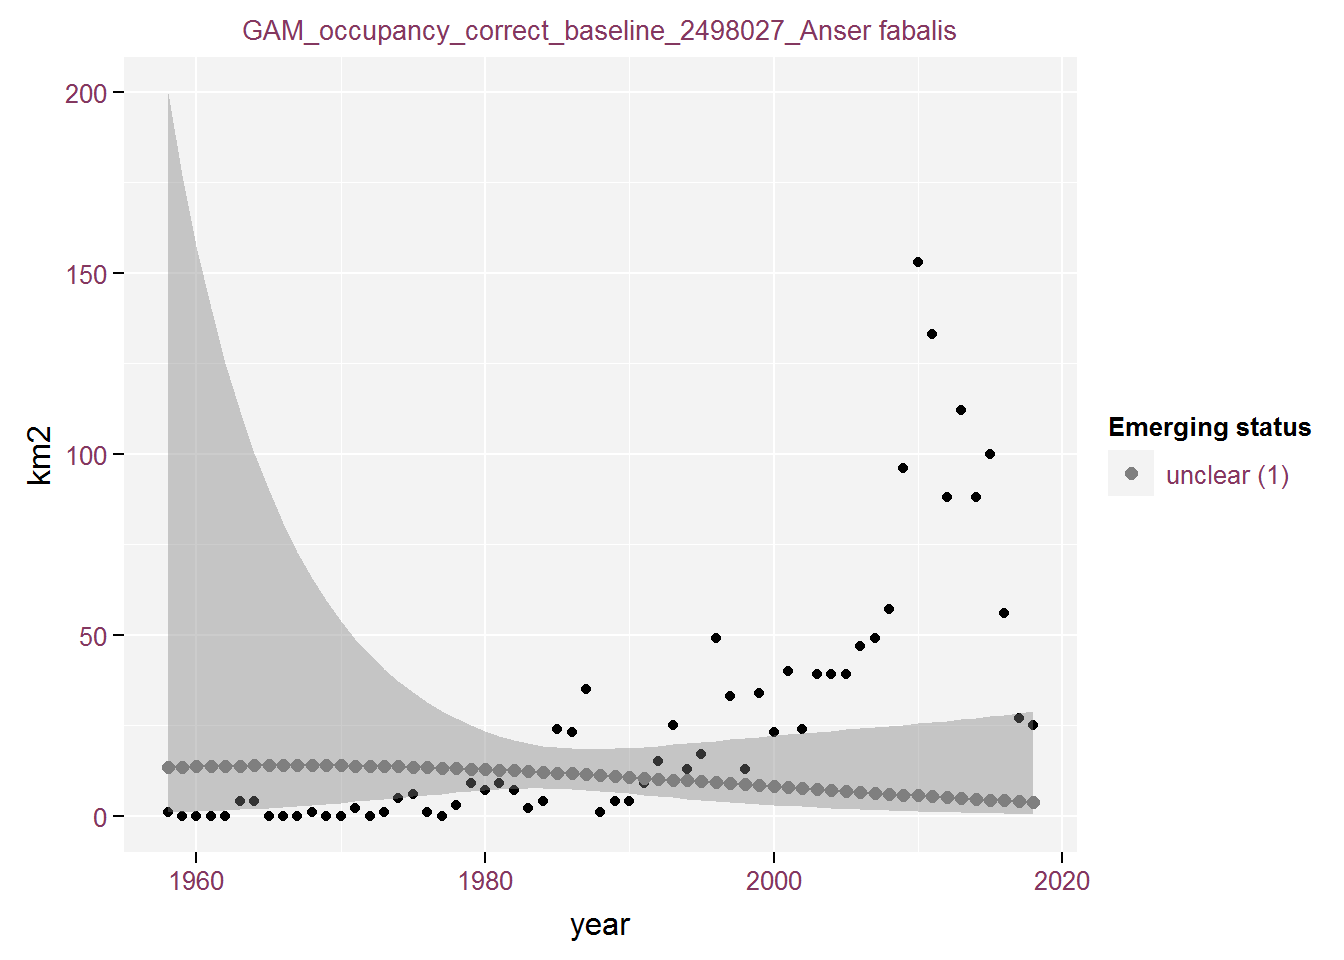 GAM_occupancy_correct_baseline_2498027_Anser fabalis
200
150
100
50
0
km2
1960
1980
2000
2020
year
Emerging status
unclear (1)